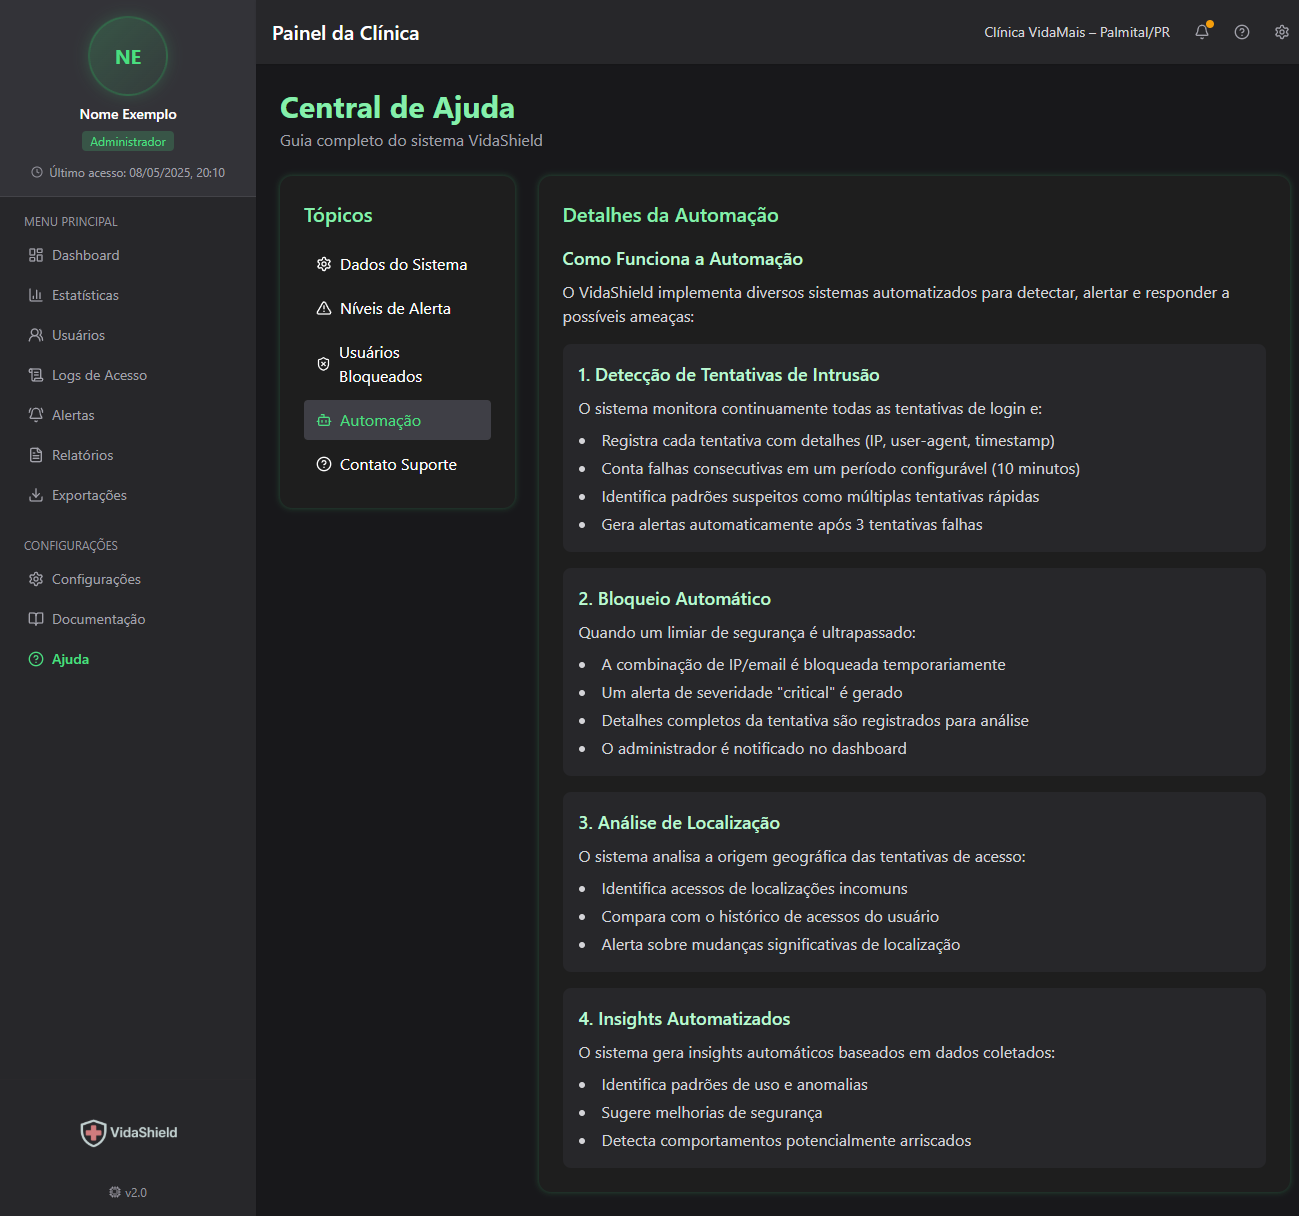 NE
Nome Exemplo
Administrador
Último acesso: 08/05/2025, 20:10
MENU PRINCIPAL
Dashboard
Estatísticas
Usuários
Logs de Acesso
Alertas
Relatórios
Exportações
CONFIGURAÇÕES
Configurações
Documentação
Ajuda
VidaShield
v2.0
Painel da Clínica
Clínica VidaMais – Palmital/PR
Central de Ajuda
Guia completo do sistema VidaShield
Tópicos
Dados do Sistema
Níveis de Alerta
Usuários
Bloqueados
Automação
Contato Suporte
Detalhes da Automação
Como Funciona a Automação
O VidaShield implementa diversos sistemas automatizados para detectar, alertar e responder a
possíveis ameaças:
1. Detecção de Tentativas de Intrusão
O sistema monitora continuamente todas as tentativas de login e:
• Registra cada tentativa com detalhes (IP, user-agent, timestamp)
• Conta falhas consecutivas em um período configurável (10 minutos)
• Identifica padrões suspeitos como múltiplas tentativas rápidas
• Gera alertas automaticamente após 3 tentativas falhas
2. Bloqueio Automático
Quando um limiar de segurança é ultrapassado:
• A combinação de IP/email é bloqueada temporariamente
• Um alerta de severidade "critical" é gerado
• Detalhes completos da tentativa são registrados para análise
• O administrador é notificado no dashboard
3. Análise de Localização
O sistema analisa a origem geográfica das tentativas de acesso:
• Identifica acessos de localizações incomuns
• Compara com o histórico de acessos do usuário
• Alerta sobre mudanças significativas de localização
4. Insights Automatizados
O sistema gera insights automáticos baseados em dados coletados:
• Identifica padrões de uso e anomalias
• Sugere melhorias de segurança
• Detecta comportamentos potencialmente arriscados